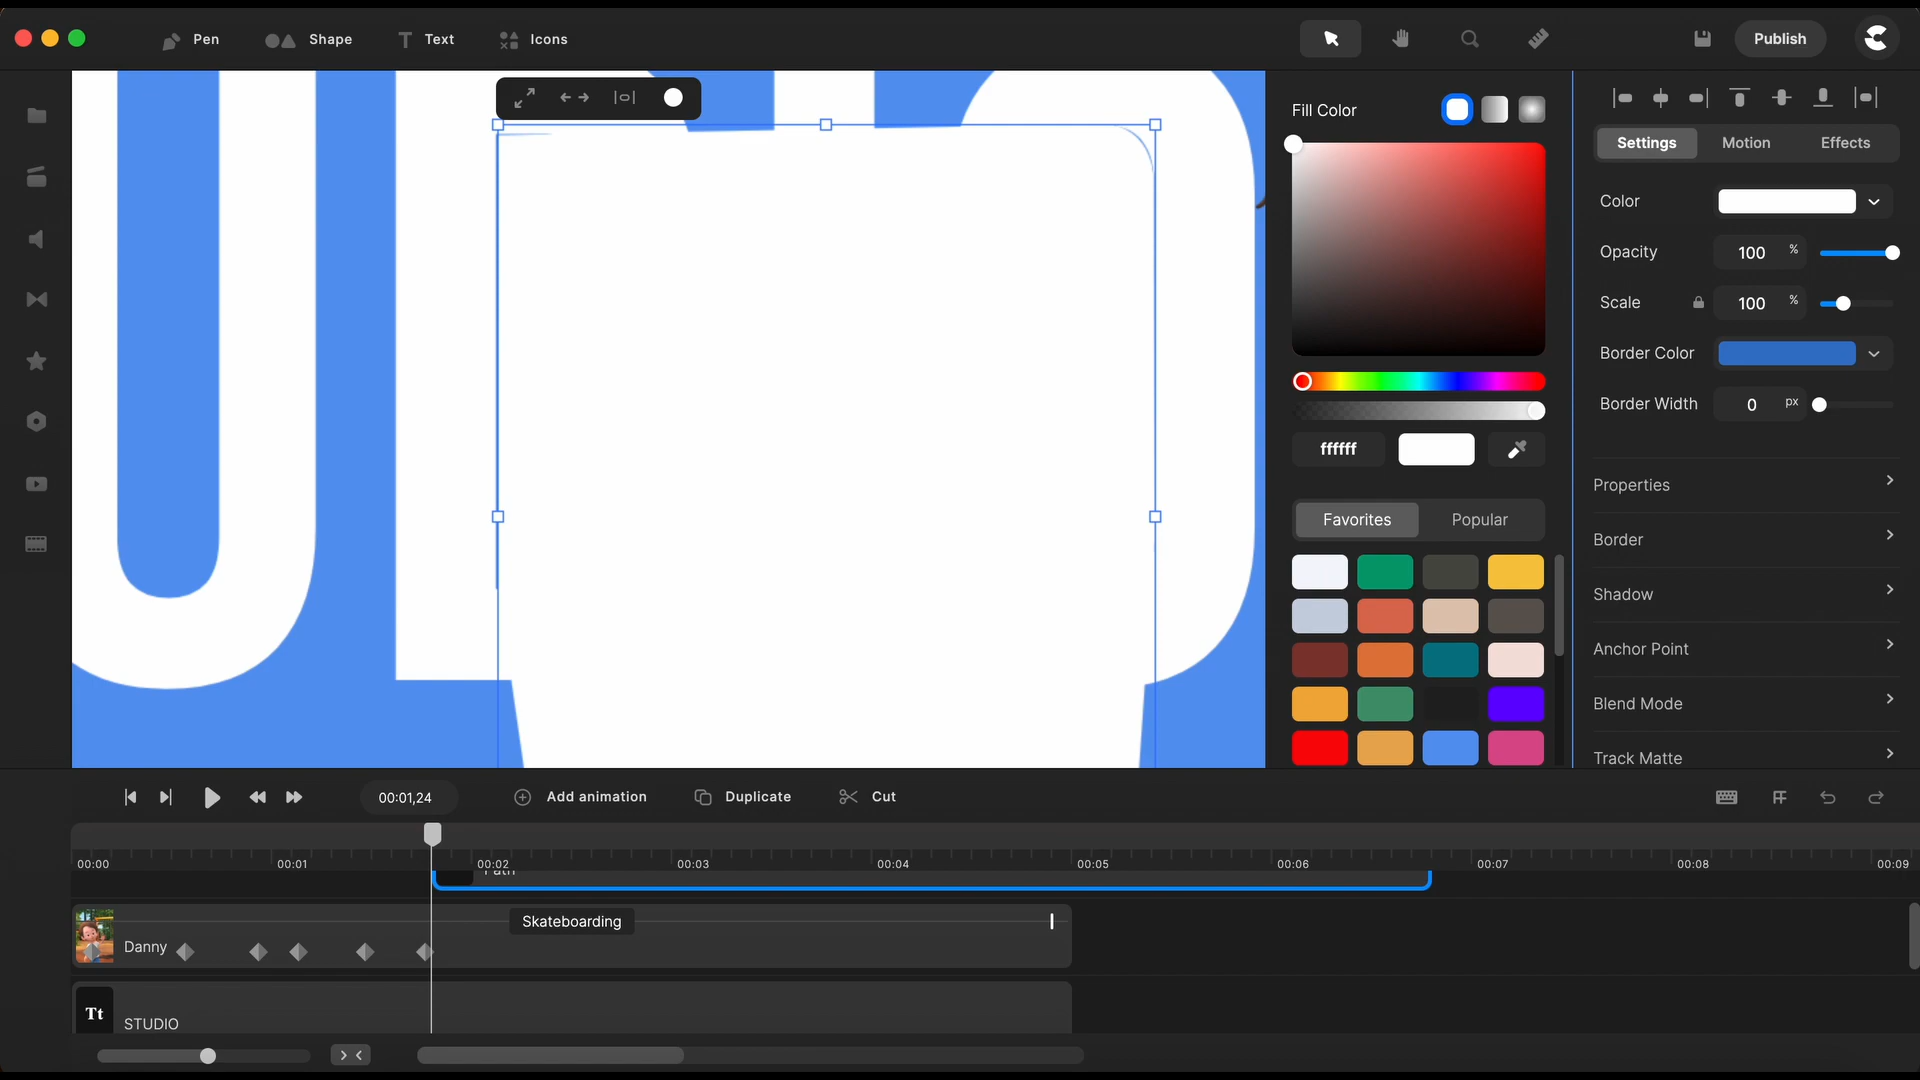 Pen
Shape
Text
Icons
Publish
Fill Color
Settings
Motion
Effects
Color
Opacity
100 %
Scale
100 %
Border Color
Border Width
0 px
ffffff
Favorites
Popular
Properties
Border
Shadow
Anchor Point
Blend Mode
Track Matte
00:01,24
Add animation
Duplicate
Cut
00:00
00:01
00:02
00:03
00:04
00:05
00:06
00:07
00:08
00:09
Path
Skateboarding
Danny
Tt
STUDIO